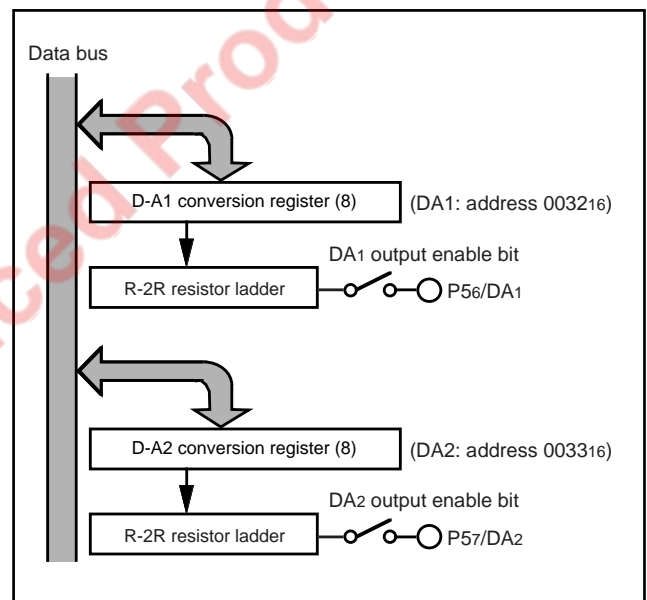 Data bus
D-A1 conversion register (8) (DA1: address 0032₁₆)
DA1 output enable bit
R-2R resistor ladder P5₆/DA₁
D-A2 conversion register (8) (DA2: address 0033₁₆)
DA2 output enable bit
R-2R resistor ladder P5₇/DA₂